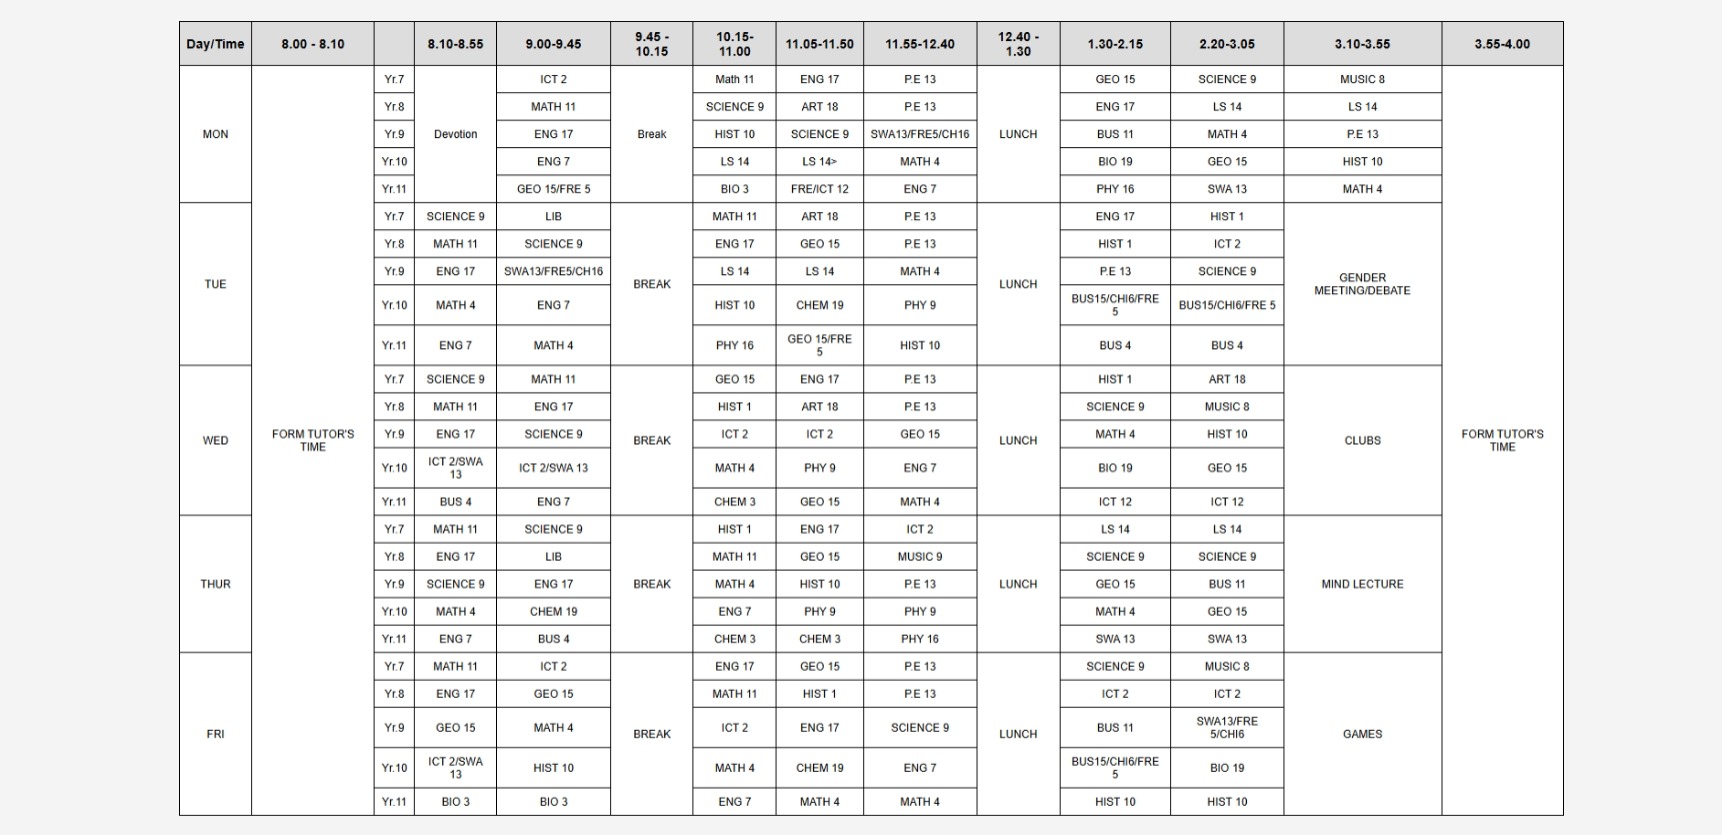 Day/Time 8.00 - 8.10 8.10-8.55 9.00-9.45 9.45 - 10.15 10.15- 11.00 11.05-11.50 11.55-12.40 12.40 - 1.30 1.30-2.15 2.20-3.05 3.10-3.55 3.55-4.00
MON
FORM TUTOR'S TIME
Yr.7 Devotion ICT 2 Break Math 11 ENG 17 P.E 13 LUNCH GEO 15 SCIENCE 9 MUSIC 8
FORM TUTOR'S TIME
Yr.8 MATH 11 SCIENCE 9 ART 18 P.E 13 ENG 17 LS 14 LS 14
Yr.9 ENG 17 HIST 10 SCIENCE 9 SWA13/FRE5/CH16 BUS 11 MATH 4 P.E 13
Yr.10 ENG 7 LS 14 LS 14> MATH 4 BIO 19 GEO 15 HIST 10
Yr.11 GEO 15/FRE 5 BIO 3 FRE/ICT 12 ENG 7 PHY 16 SWA 13 MATH 4
TUE
Yr.7 SCIENCE 9 LIB BREAK MATH 11 ART 18 P.E 13 LUNCH ENG 17 HIST 1 GENDER MEETING/DEBATE
Yr.8 MATH 11 SCIENCE 9 ENG 17 GEO 15 P.E 13 HIST 1 ICT 2
Yr.9 ENG 17 SWA13/FRE5/CH16 LS 14 LS 14 MATH 4 P.E 13 SCIENCE 9
Yr.10 MATH 4 ENG 7 HIST 10 CHEM 19 PHY 9 BUS15/CHI6/FRE 5 BUS15/CHI6/FRE 5
Yr.11 ENG 7 MATH 4 PHY 16 GEO 15/FRE 5 HIST 10 BUS 4 BUS 4
WED
Yr.7 SCIENCE 9 MATH 11 BREAK GEO 15 ENG 17 P.E 13 LUNCH HIST 1 ART 18 CLUBS
Yr.8 MATH 11 ENG 17 HIST 1 ART 18 P.E 13 SCIENCE 9 MUSIC 8
Yr.9 ENG 17 SCIENCE 9 ICT 2 ICT 2 GEO 15 MATH 4 HIST 10
Yr.10 ICT 2/SWA 13 ICT 2/SWA 13 MATH 4 PHY 9 ENG 7 BIO 19 GEO 15
Yr.11 BUS 4 ENG 7 CHEM 3 GEO 15 MATH 4 ICT 12 ICT 12
THUR
Yr.7 MATH 11 SCIENCE 9 BREAK HIST 1 ENG 17 ICT 2 LUNCH LS 14 LS 14 MIND LECTURE
Yr.8 ENG 17 LIB MATH 11 GEO 15 MUSIC 9 SCIENCE 9 SCIENCE 9
Yr.9 SCIENCE 9 ENG 17 MATH 4 HIST 10 P.E 13 GEO 15 BUS 11
Yr.10 MATH 4 CHEM 19 ENG 7 PHY 9 PHY 9 MATH 4 GEO 15
Yr.11 ENG 7 BUS 4 CHEM 3 CHEM 3 PHY 16 SWA 13 SWA 13
FRI
Yr.7 MATH 11 ICT 2 BREAK ENG 17 GEO 15 P.E 13 LUNCH SCIENCE 9 MUSIC 8 GAMES
Yr.8 ENG 17 GEO 15 MATH 11 HIST 1 P.E 13 ICT 2 ICT 2
Yr.9 GEO 15 MATH 4 ICT 2 ENG 17 SCIENCE 9 BUS 11 SWA13/FRE 5/CHI6
Yr.10 ICT 2/SWA 13 HIST 10 MATH 4 CHEM 19 ENG 7 BUS15/CHI6/FRE 5 BIO 19
Yr.11 BIO 3 BIO 3 ENG 7 MATH 4 MATH 4 HIST 10 HIST 10